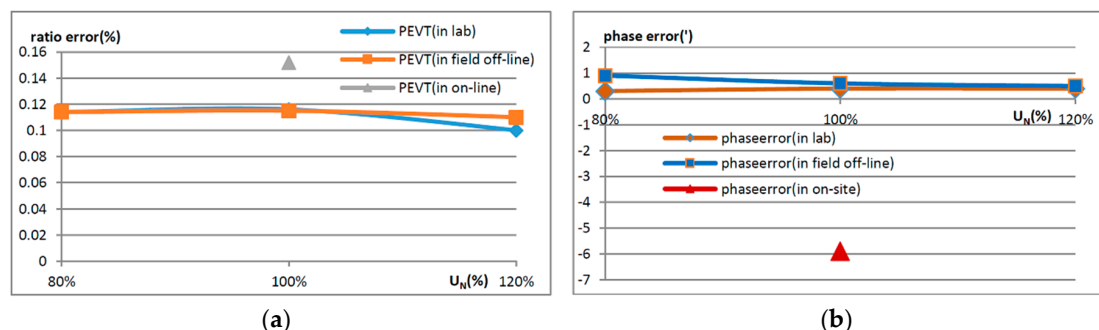 ratio error(%)
PEVT(in lab)
PEVT(in field off-line)
PEVT(in on-line)
0.16
0.14
0.12
0.1
0.08
0.06
0.04
0.02
0
80%
100%
U_N(%)
120%
(a)
phase error(')
2
1
0
-1
-2
-3
-4
-5
-6
-7
80%
100%
U_N(%)
120%
phaseerror(in lab)
phaseerror(in field off-line)
phaseerror(in on-site)
(b)